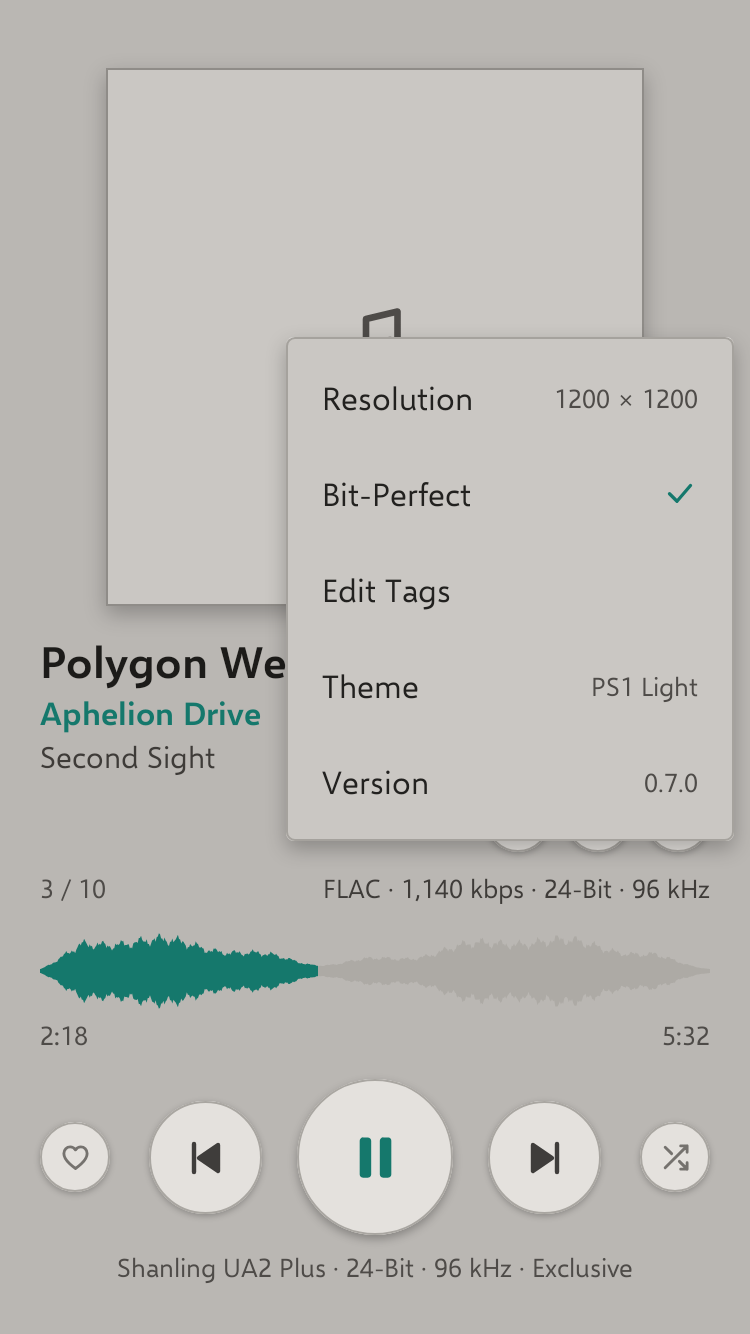 Resolution 1200 × 1200
Bit-Perfect
Edit Tags
Theme PS1 Light
Version 0.7.0
Polygon
Aphelion Drive
Second Sight
3 / 10 FLAC · 1,140 kbps · 24-Bit · 96 kHz
2:18 5:32
Shanling UA2 Plus · 24-Bit · 96 kHz · Exclusive